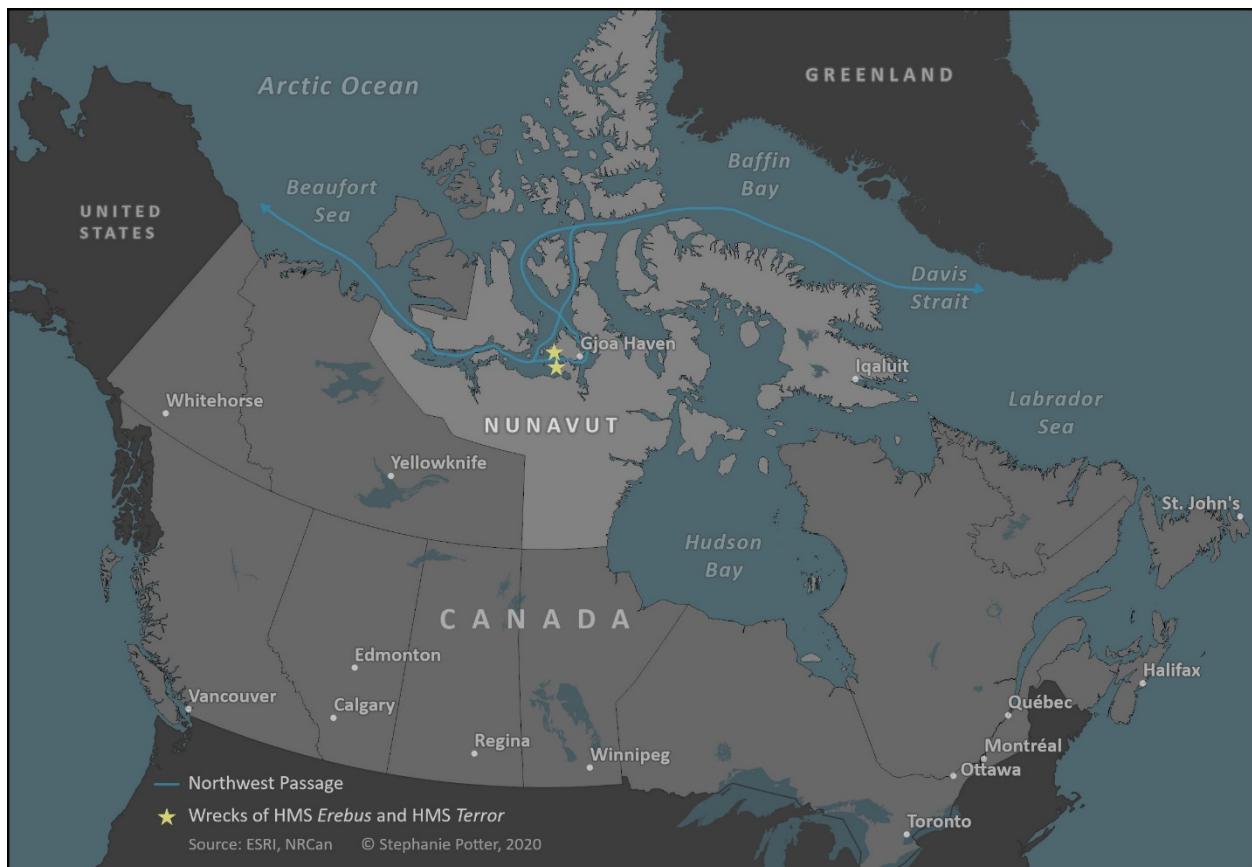 GREENLAND
Arctic Ocean
Baffin
Bay
Beaufort
Sea
UNITED
STATES
Davis
Strait
Gjoa Haven
Iqaluit
Whitehorse
Labrador
Sea
NUNAVUT
Yellowknife
St. John's
Hudson
Bay
CANADA
Edmonton
Halifax
Vancouver
Calgary
Québec
Regina
Winnipeg
Montréal
Ottawa
Northwest Passage
Wrecks of HMS Erebus and HMS Terror
Toronto
Source: ESRI, NRCan © Stephanie Potter, 2020